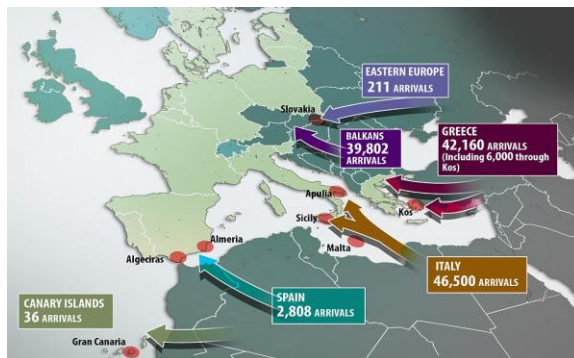 EASTERN EUROPE
211 ARRIVALS
Slovakia
BALKANS
39,802
ARRIVALS
GREECE
42,160 ARRIVALS
(Including 6,000 through
Kos)
Apulia
Sicily
Kos
Malta
Almeria
Algeciras
ITALY
46,500 ARRIVALS
SPAIN
2,808 ARRIVALS
CANARY ISLANDS
36 ARRIVALS
Gran Canaria